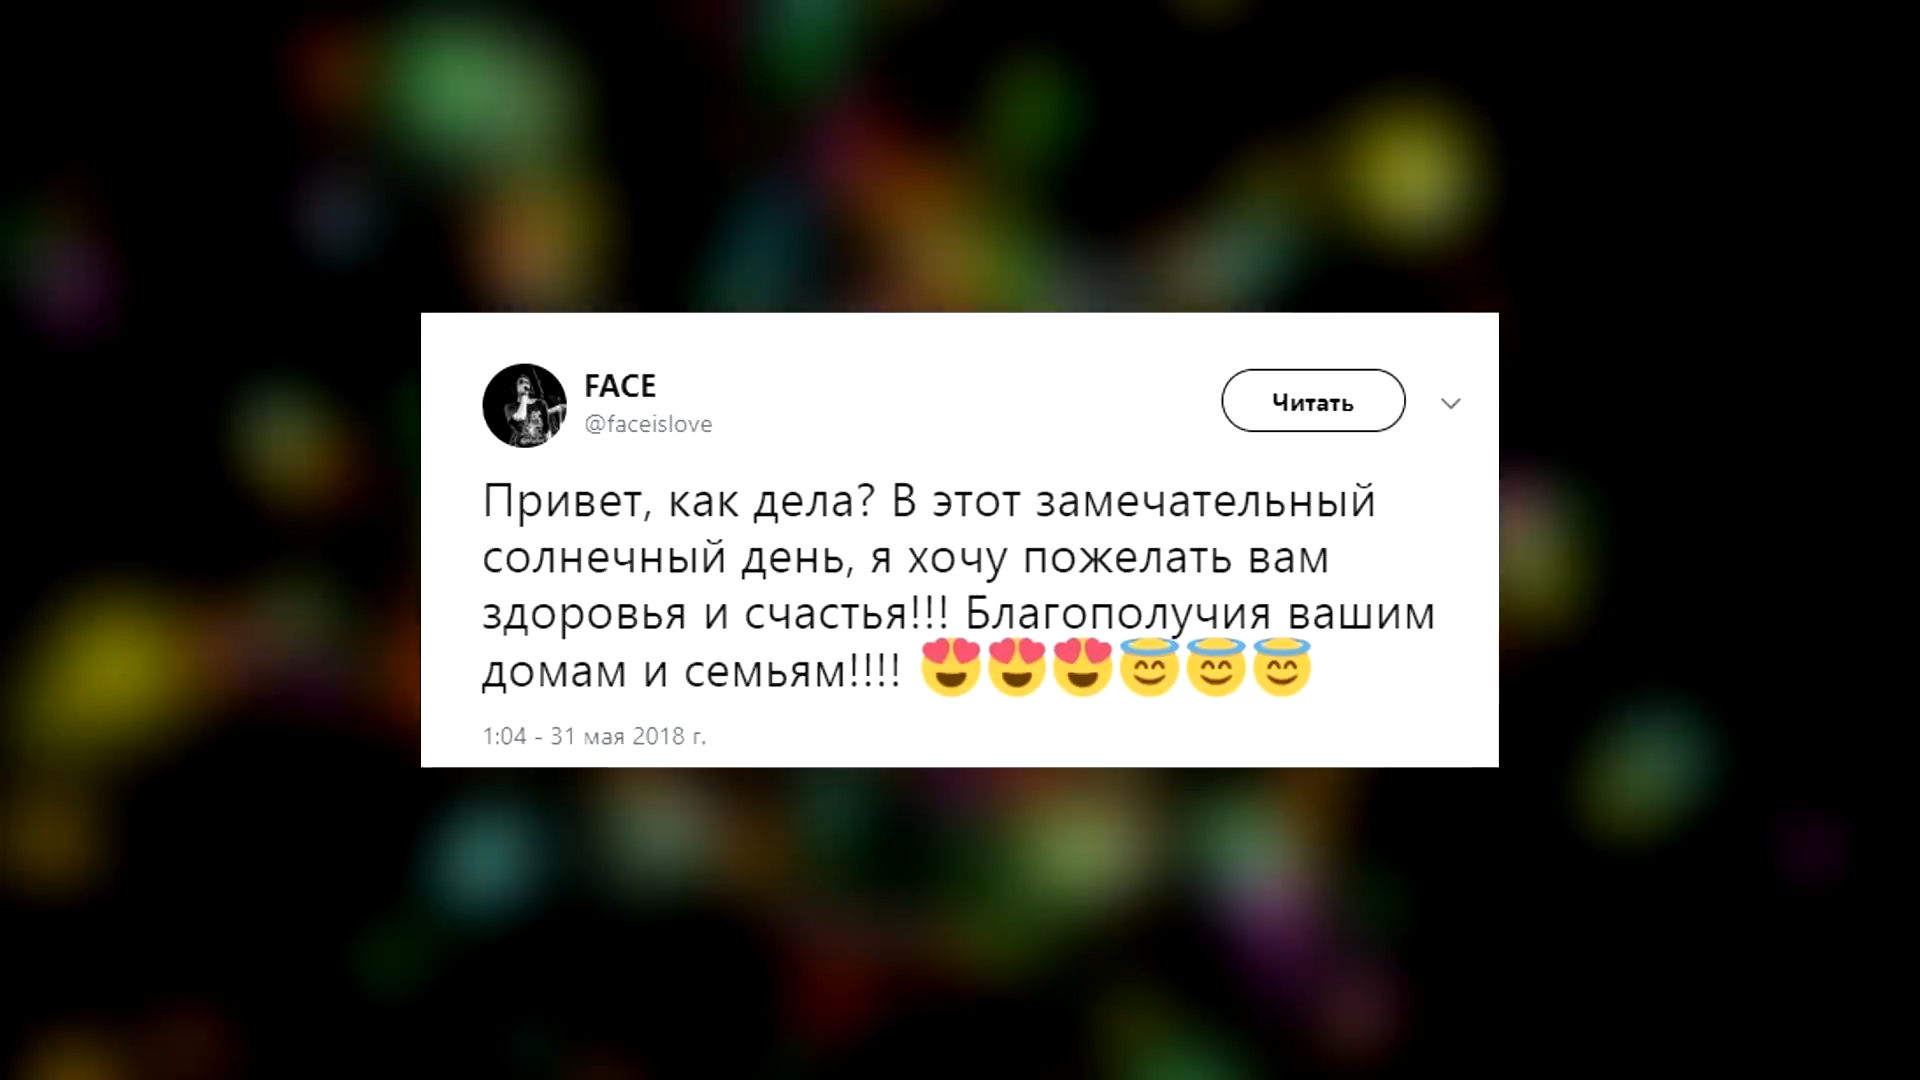 FACE
@faceislove
Читать
Привет, как дела? В этот замечательный
солнечный день, я хочу пожелать вам
здоровья и счастья!!! Благополучия вашим
домам и семьям!!!! 😍😍😍😇😇😇
1:04 - 31 мая 2018 г.